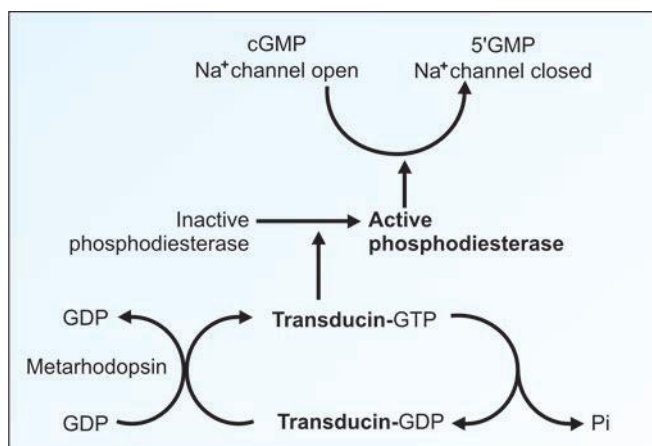 cGMP
Na+ channel open
5'GMP
Na+ channel closed
Inactive
phosphodiesterase
Active
phosphodiesterase
GDP
Transducin-GTP
Metarhodopsin
GDP
Transducin-GDP
Pi